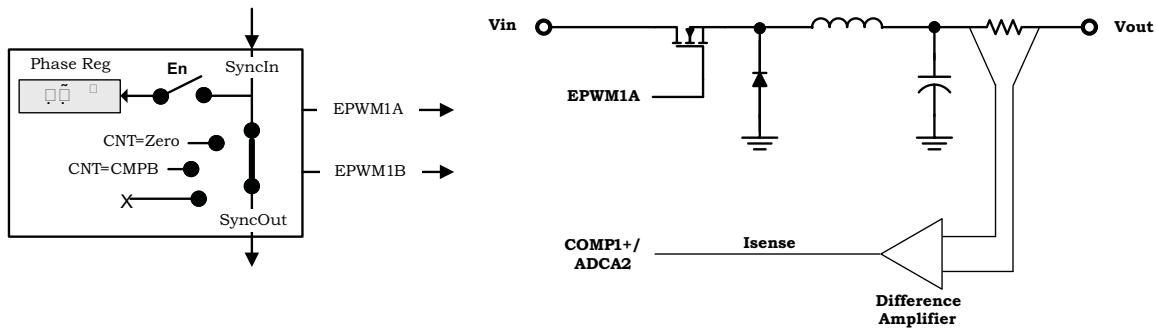 Phase Reg
En
SyncIn
EPWM1A
CNT=Zero
CNT=CMPB
EPWM1B
X
SyncOut
Vin
Vout
EPWM1A
COMP1+/
ADCA2
Isense
Difference
Amplifier